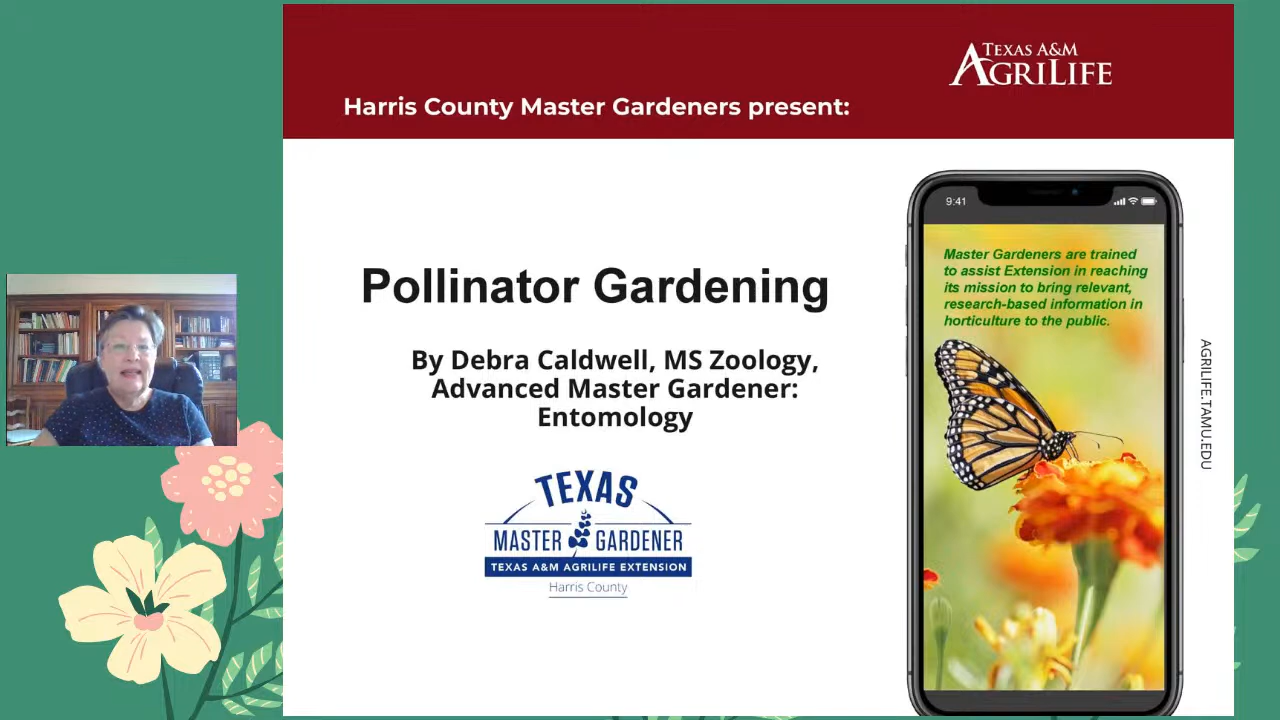 TEXAS A&M
AGRILIFE
Harris County Master Gardeners present:
9:41
Master Gardeners are trained
to assist Extension in reaching
its mission to bring relevant,
research-based information in
horticulture to the public.
Pollinator Gardening
By Debra Caldwell, MS Zoology,
Advanced Master Gardener:
Entomology
TEXAS
MASTER GARDENER
TEXAS A&M AGRILIFE EXTENSION
Harris County
AGRILIFE.TAMU.EDU